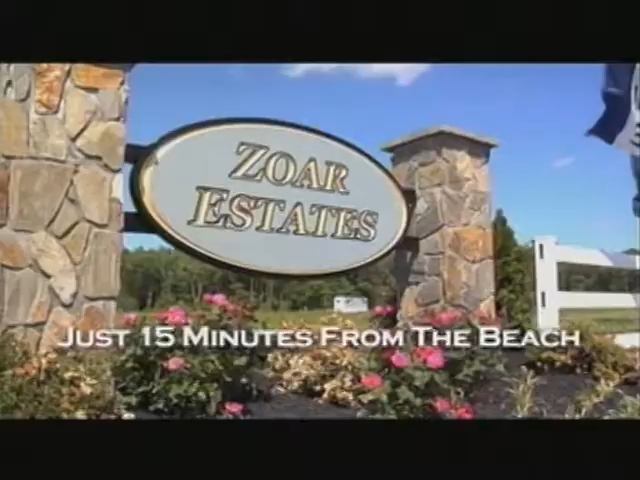 ZOAR
ESTATES
JUST 15 MINUTES FROM THE BEACH